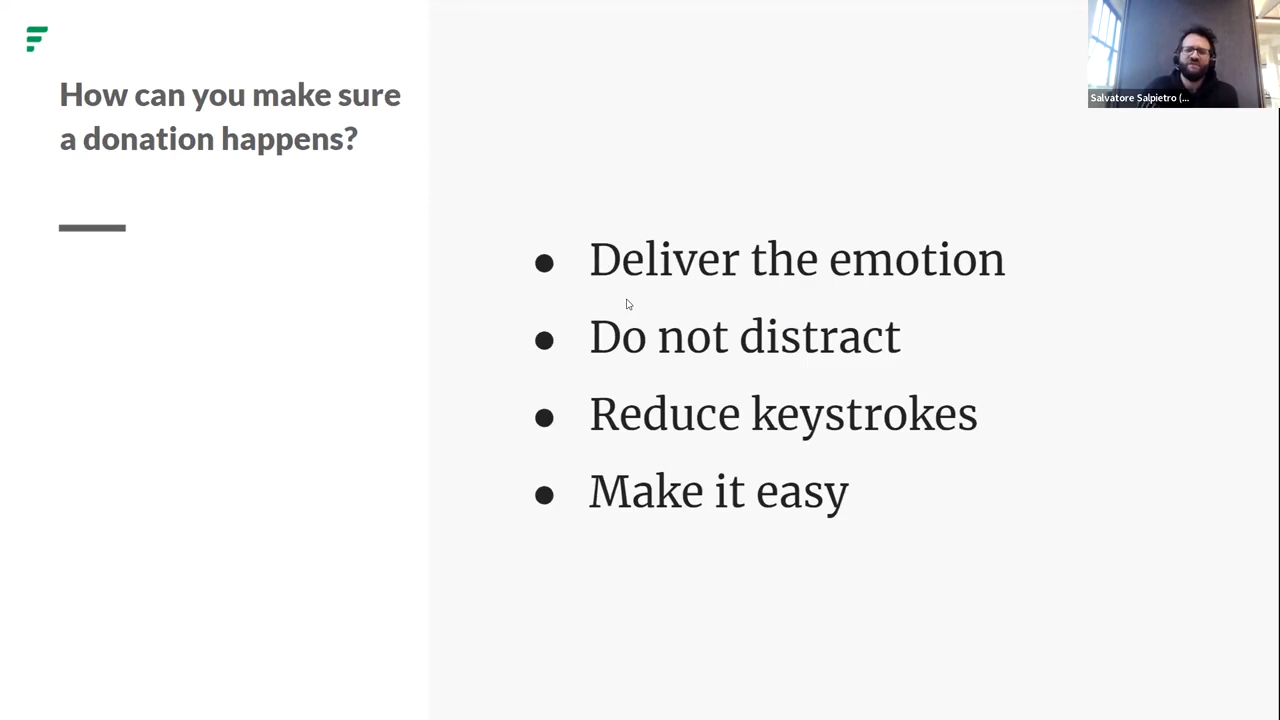 How can you make sure
a donation happens?
● Deliver the emotion
● Do not distract
● Reduce keystrokes
● Make it easy
Salvatore Salpietro (...